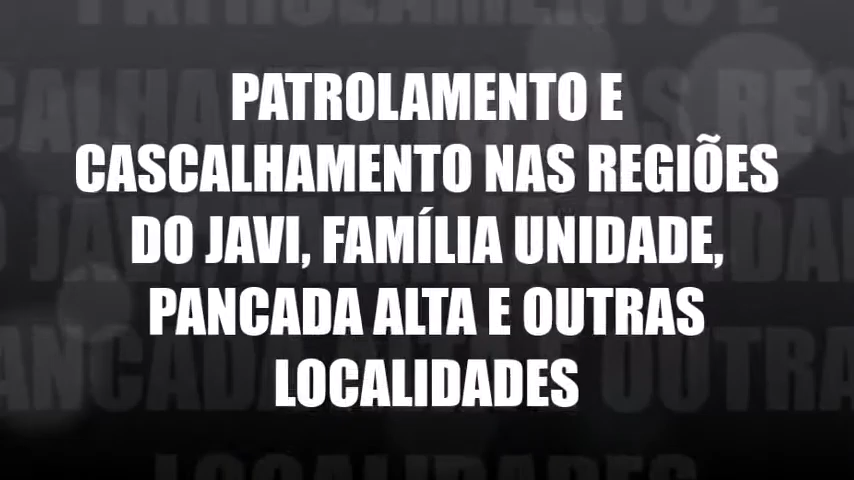 PATROLAMENTO E
CASCALHAMENTO NAS REGIÕES
DO JAVI, FAMÍLIA UNIDADE,
PANCADA ALTA E OUTRAS
LOCALIDADES